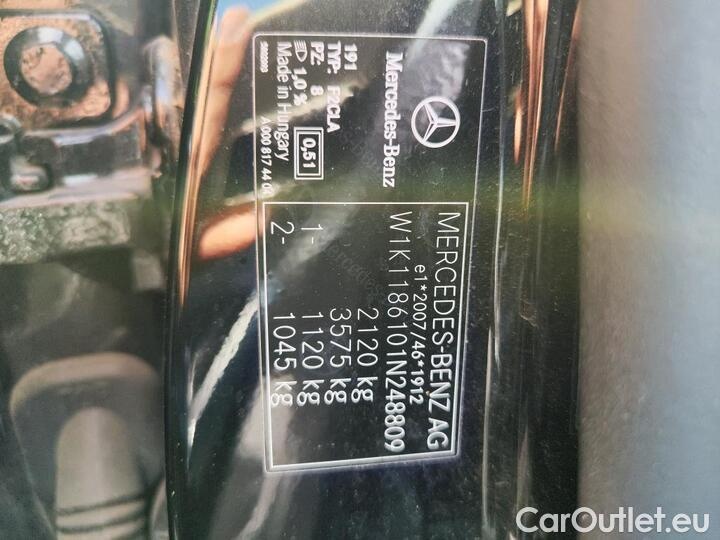 MERCEDES-BENZ AG
e1*2007/46*1912
W1K1186101N248809
2120 kg
3575 kg
1- 1120 kg
2- 1045 kg
Mercedes-Benz
191
TYP: F2CLA
PZ: 8
1,0 % 0,51
Made in Hungary
A 000 817 44 0
CarOutlet.eu